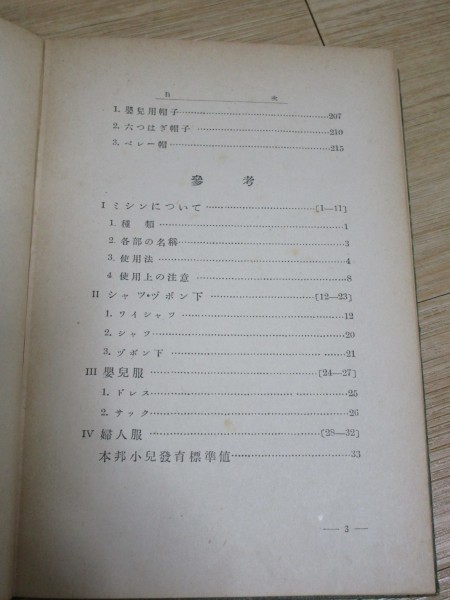 目 次
1. 嬰兒用帽子 207
2. 六つはぎ帽子 210
3. ベレー帽 215
參 考
I ミシンについて [1—11]
1. 種 類 1
2. 各部の名稱 3
3. 使用法 4
4. 使用上の注意 8
II シャツ・ヅボン下 [12—23]
1. ワイシャツ 12
2. シャツ 20
3. ヅボン下 21
III 嬰兒服 [24—27]
1. ドレス 25
2. サック 26
IV 婦人服 [28—32]
本邦小兒發育標準値 33
— 3 —